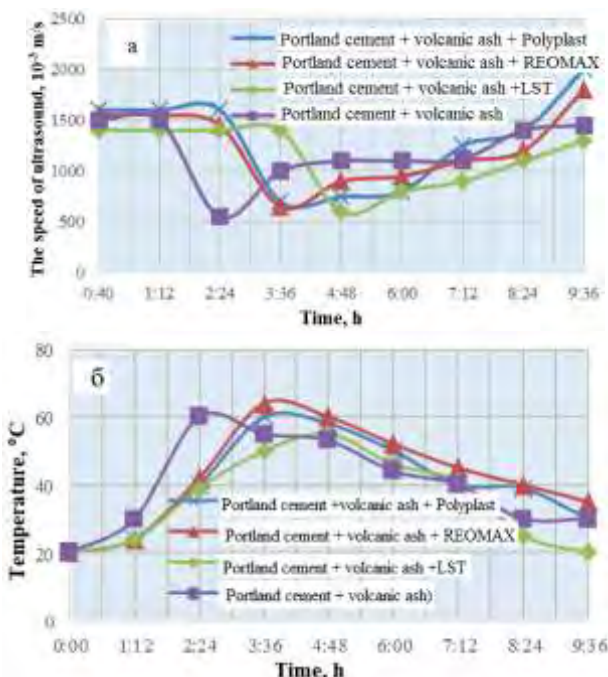 2500
2000
1500
1000
500
0
The speed of ultrasound, 10⁻³ m/s
а
Portland cement + volcanic ash + Polyplast
Portland cement + volcanic ash + REOMAX
Portland cement + volcanic ash +LST
Portland cement + volcanic ash
0:40 1:12 2:24 3:36 4:48 6:00 7:12 8:24 9:36
Time, h
80
60
40
20
0
Temperature, °C
б
Portland cement +volcanic ash + Polyplast
Portland cement + volcanic ash + REOMAX
Portland cement + volcanic ash +LST
Portland cement + volcanic ash)
0:00 1:12 2:24 3:36 4:48 6:00 7:12 8:24 9:36
Time, h